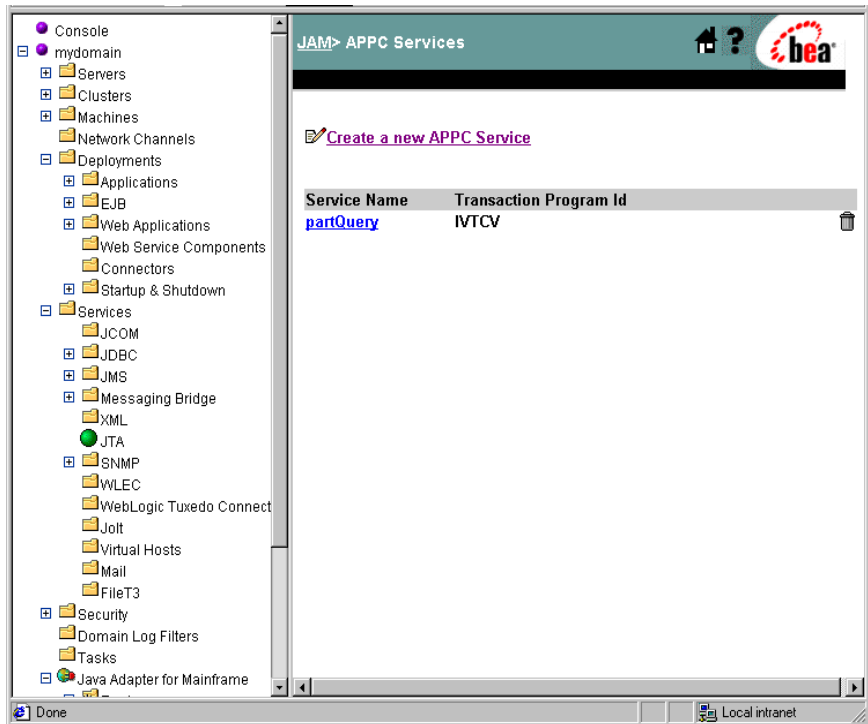 Console
mydomain
Servers
Clusters
Machines
Network Channels
Deployments
Applications
EJB
Web Applications
Web Service Components
Connectors
Startup & Shutdown
Services
JCOM
JDBC
JMS
Messaging Bridge
XML
JTA
SNMP
WLEC
WebLogic Tuxedo Connect
Jolt
Virtual Hosts
Mail
FileT3
Security
Domain Log Filters
Tasks
Java Adapter for Mainframe
JAM> APPC Services
?
bea
Create a new APPC Service
Service Name Transaction Program Id
partQuery IVTCV
Done
Local intranet